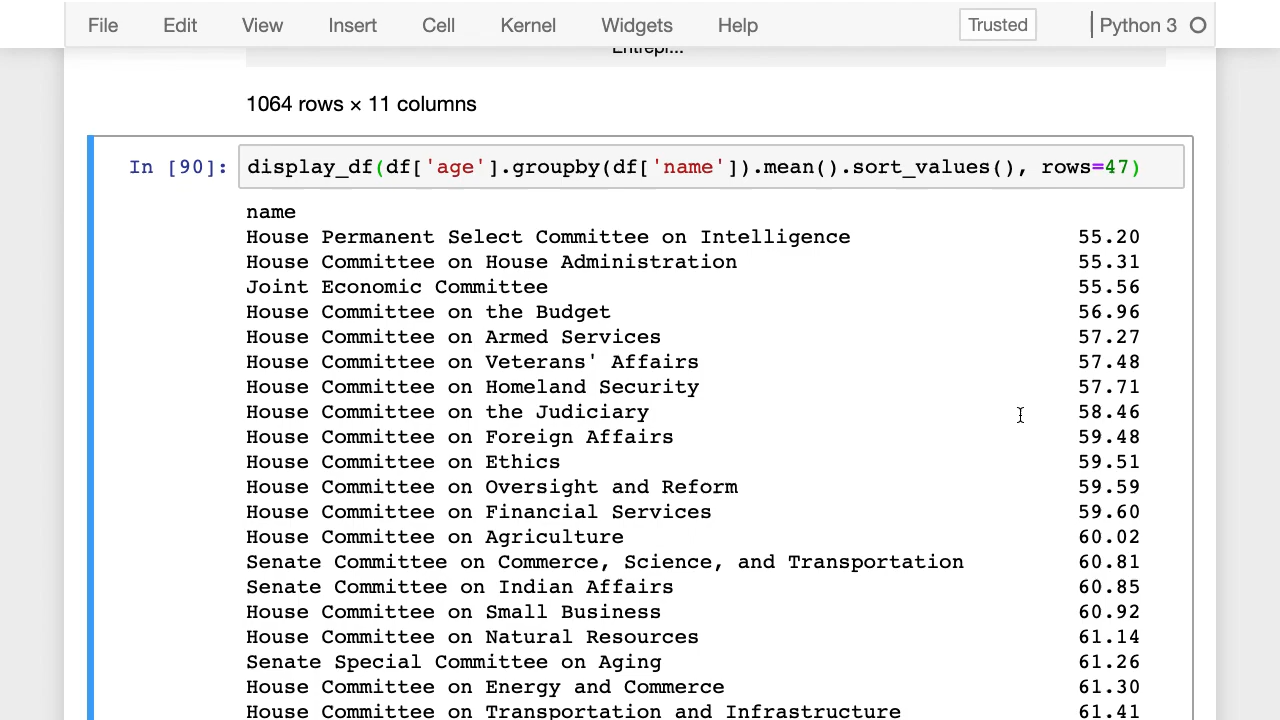 File Edit View Insert Cell Kernel Widgets Help Trusted Python 3
Entrepr...
1064 rows × 11 columns
In [90]: display_df(df['age'].groupby(df['name']).mean().sort_values(), rows=47)
name
House Permanent Select Committee on Intelligence 55.20
House Committee on House Administration 55.31
Joint Economic Committee 55.56
House Committee on the Budget 56.96
House Committee on Armed Services 57.27
House Committee on Veterans' Affairs 57.48
House Committee on Homeland Security 57.71
House Committee on the Judiciary 58.46
House Committee on Foreign Affairs 59.48
House Committee on Ethics 59.51
House Committee on Oversight and Reform 59.59
House Committee on Financial Services 59.60
House Committee on Agriculture 60.02
Senate Committee on Commerce, Science, and Transportation 60.81
Senate Committee on Indian Affairs 60.85
House Committee on Small Business 60.92
House Committee on Natural Resources 61.14
Senate Special Committee on Aging 61.26
House Committee on Energy and Commerce 61.30
House Committee on Transportation and Infrastructure 61.41